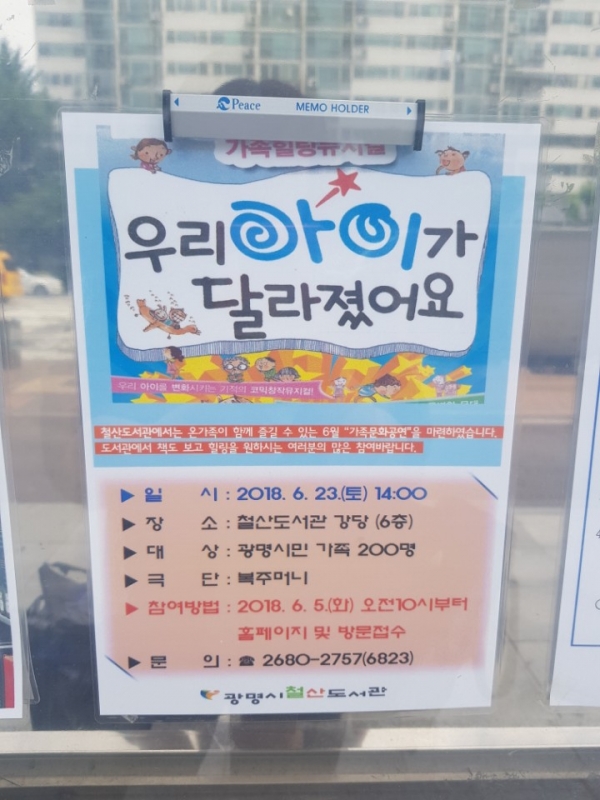 Peace MEMO HOLDER
가족힐링뮤지컬
우리 아이가
달라졌어요
우리 아이를 변화시키는 기적의 코믹창작뮤지컬!
철산도서관에서는 온가족이 함께 즐길 수 있는 6월 "가족문화공연"을 마련하였습니다.
도서관에서 책도 보고 힐링을 원하시는 여러분의 많은 참여바랍니다.
▶ 일 시 : 2018. 6. 23.(토) 14:00
▶ 장 소 : 철산도서관 강당 (6층)
▶ 대 상 : 광명시민 가족 200명
▶ 극 단 : 복주머니
▶ 참여방법 : 2018. 6. 5.(화) 오전10시부터
홈페이지 및 방문접수
▶ 문 의 : ☎ 2680-2757(6823)
광명시철산도서관